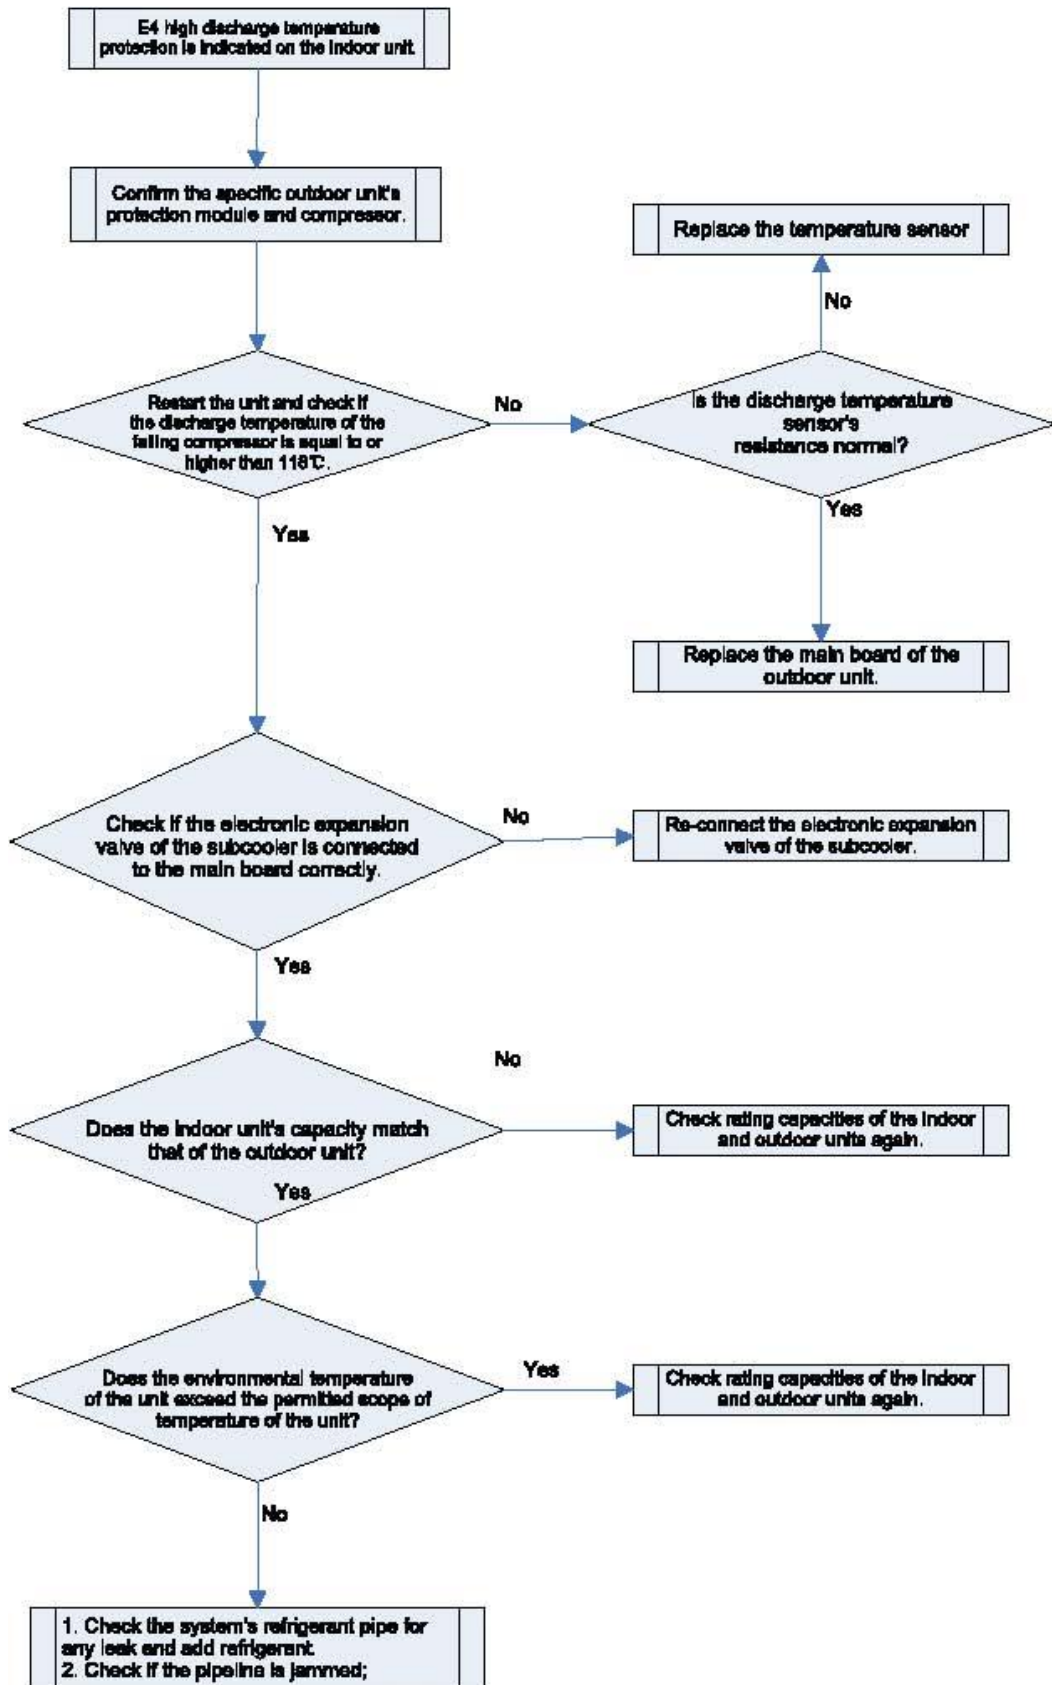 E4 high discharge temperature
protection is indicated on the indoor unit.
Confirm the specific outdoor unit's
protection module and compressor.
Replace the temperature sensor
No
Restart the unit and check if
the discharge temperature of the
failing compressor is equal to or
higher than 118℃.
No
Is the discharge temperature
sensor's
resistance normal?
Yes
Yes
Replace the main board of the
outdoor unit.
Check if the electronic expansion
valve of the subcooler is connected
to the main board correctly.
No
Re-connect the electronic expansion
valve of the subcooler.
Yes
No
Does the indoor unit's capacity match
that of the outdoor unit?
Check rating capacities of the indoor
and outdoor units again.
Yes
Does the environmental temperature
of the unit exceed the permitted scope of
temperature of the unit?
Yes
Check rating capacities of the indoor
and outdoor units again.
No
1. Check the system's refrigerant pipe for
any leak and add refrigerant.
2. Check if the pipeline is jammed;